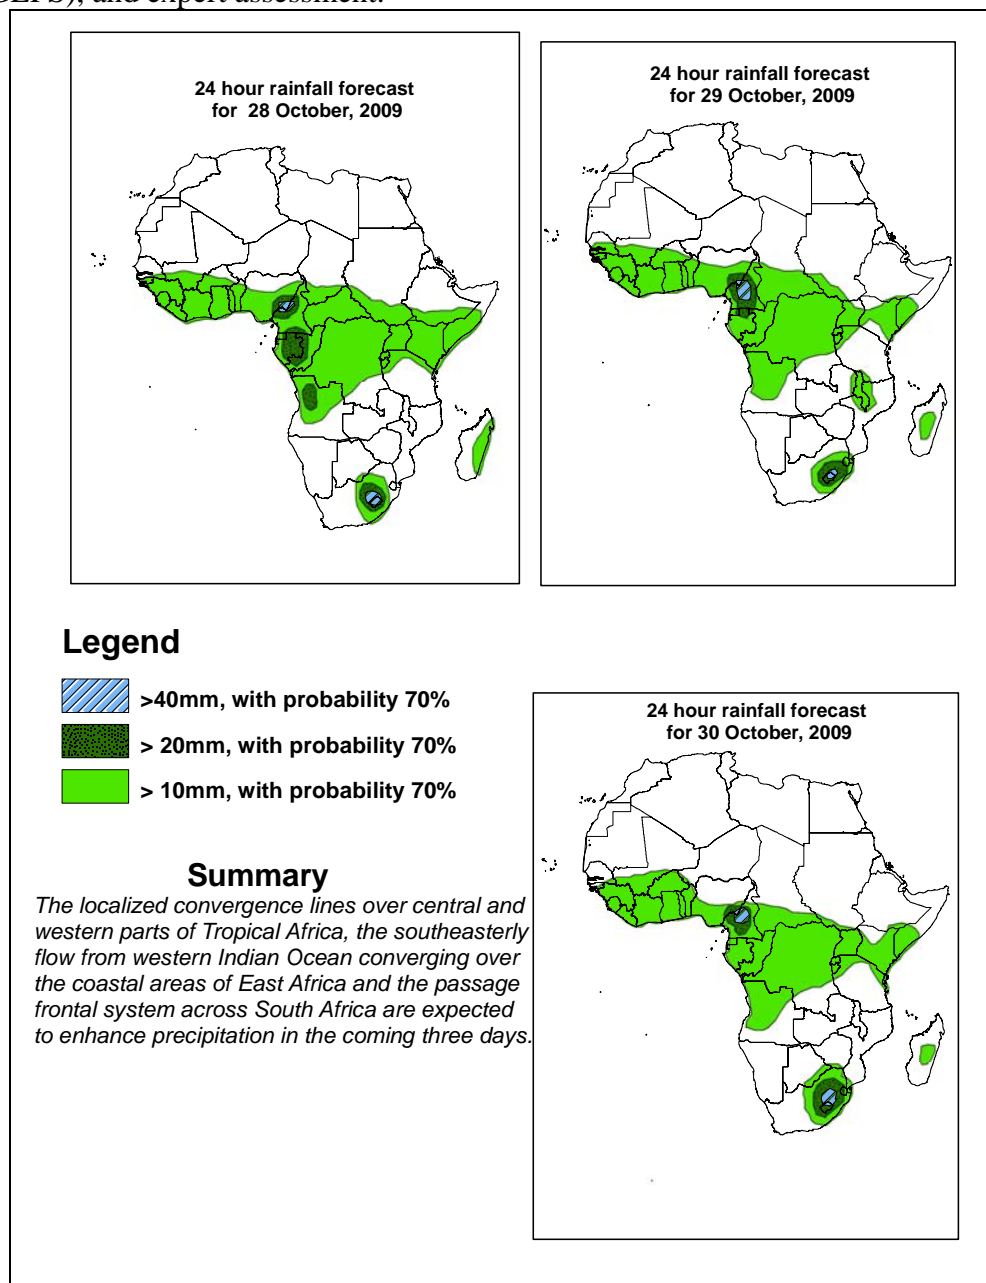 and expert assessment.
24 hour rainfall forecast
for 28 October, 2009
24 hour rainfall forecast
for 29 October, 2009
Legend
>40mm, with probability 70%
> 20mm, with probability 70%
> 10mm, with probability 70%
24 hour rainfall forecast
for 30 October, 2009
Summary
The localized convergence lines over central and
western parts of Tropical Africa, the southeasterly
flow from western Indian Ocean converging over
the coastal areas of East Africa and the passage
frontal system across South Africa are expected
to enhance precipitation in the coming three days.